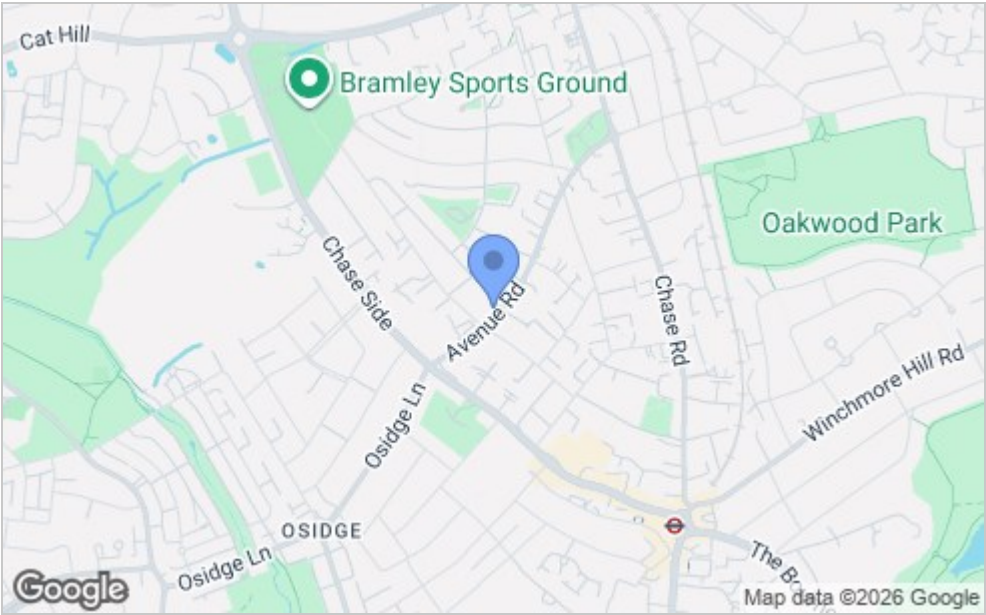 Cat Hill
Bramley Sports Ground
Oakwood Park
Chase Side
Avenue Rd
Chase Rd
Winchmore Hill Rd
Osidge Ln
OSIDGE
Osidge Ln
The
Google
Map data ©2026 Google